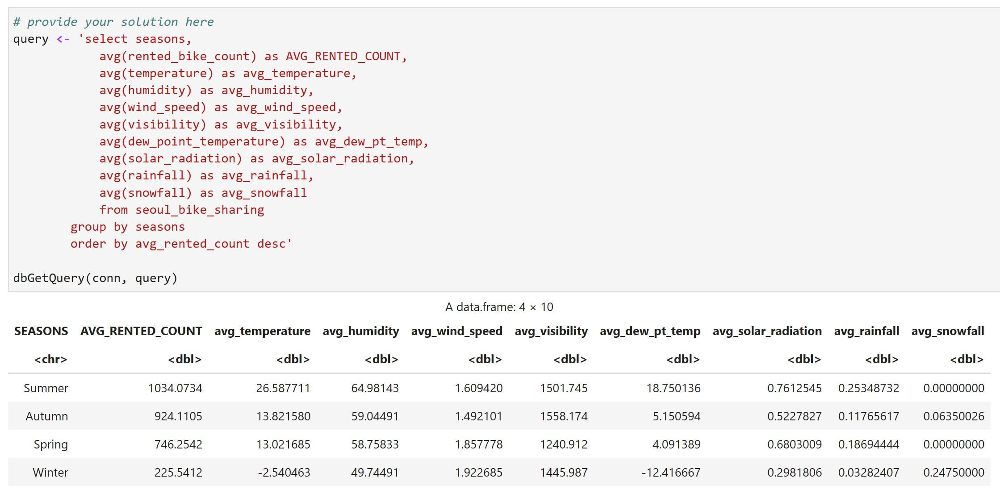 # provide your solution here
query <- 'select seasons,
            avg(rented_bike_count) as AVG_RENTED_COUNT,
            avg(temperature) as avg_temperature,
            avg(humidity) as avg_humidity,
            avg(wind_speed) as avg_wind_speed,
            avg(visibility) as avg_visibility,
            avg(dew_point_temperature) as avg_dew_pt_temp,
            avg(solar_radiation) as avg_solar_radiation,
            avg(rainfall) as avg_rainfall,
            avg(snowfall) as avg_snowfall
            from seoul_bike_sharing
        group by seasons
        order by avg_rented_count desc'
dbGetQuery(conn, query)
A data.frame: 4 × 10
SEASONS AVG_RENTED_COUNT avg_temperature avg_humidity avg_wind_speed avg_visibility avg_dew_pt_temp avg_solar_radiation avg_rainfall avg_snowfall
<chr> <dbl> <dbl> <dbl> <dbl> <dbl> <dbl> <dbl> <dbl> <dbl>
Summer 1034.0734 26.587711 64.98143 1.609420 1501.745 18.750136 0.7612545 0.25348732 0.00000000
Autumn 924.1105 13.821580 59.04491 1.492101 1558.174 5.150594 0.5227827 0.11765617 0.06350026
Spring 746.2542 13.021685 58.75833 1.857778 1240.912 4.091389 0.6803009 0.18694444 0.00000000
Winter 225.5412 -2.540463 49.74491 1.922685 1445.987 -12.416667 0.2981806 0.03282407 0.24750000